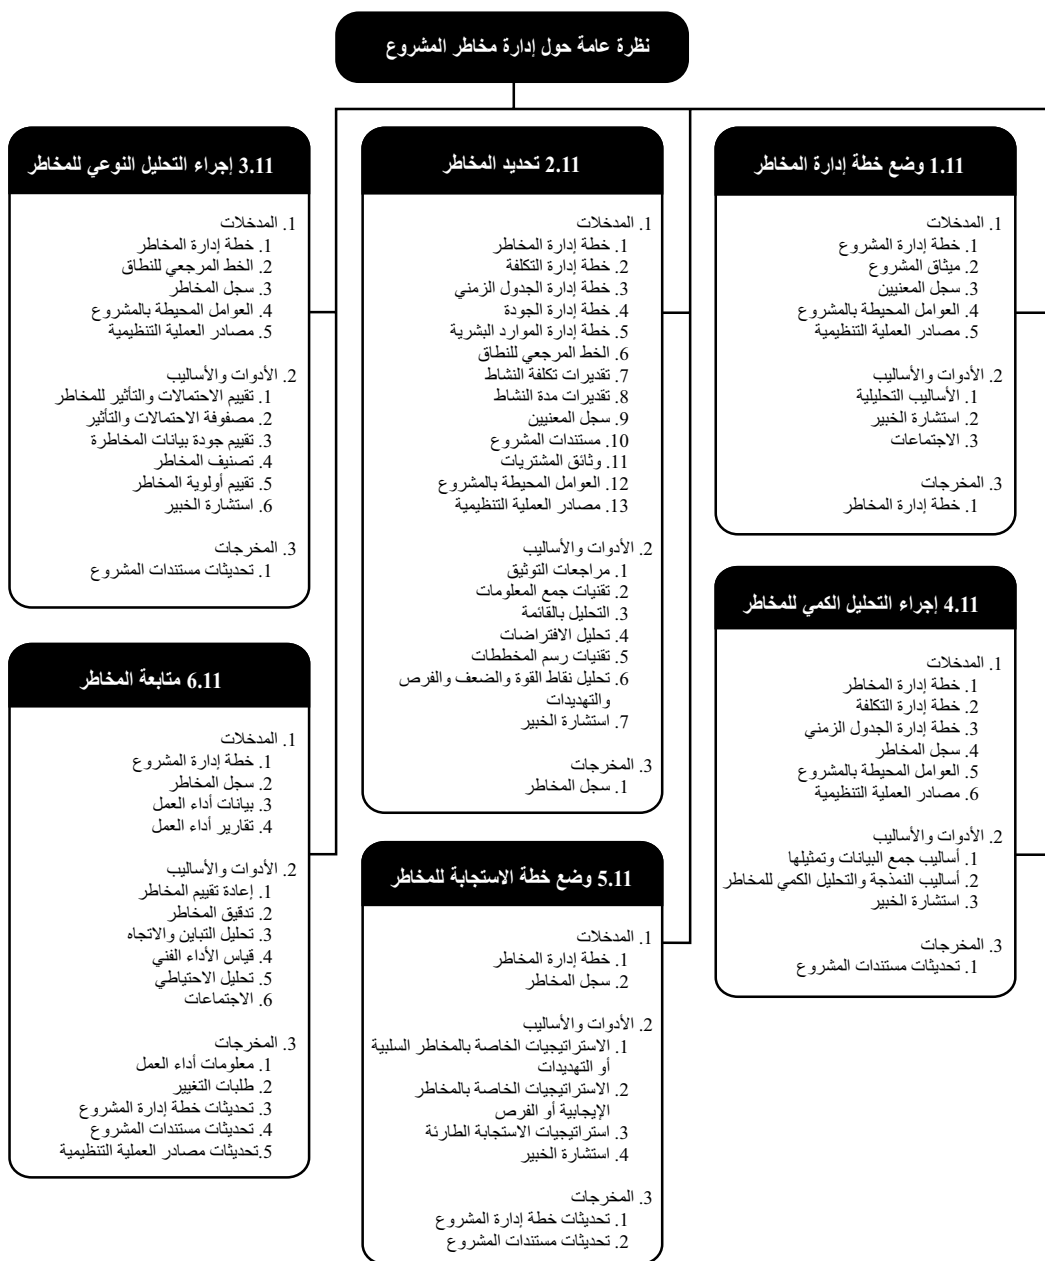 نظرة عامة حول إدارة مخاطر المشروع
1.11 وضع خطة إدارة المخاطر
1. المدخلات
1. خطة إدارة المشروع
2. ميثاق المشروع
3. سجل المعنيين
4. العوامل المحيطة بالمشروع
5. مصادر العملية التنظيمية
2. الأدوات والأساليب
1. الأساليب التحليلية
2. استشارة الخبير
3. الاجتماعات
3. المخرجات
1. خطة إدارة المخاطر
2.11 تحديد المخاطر
1. المدخلات
1. خطة إدارة المخاطر
2. خطة إدارة التكلفة
3. خطة إدارة الجدول الزمني
4. خطة إدارة الجودة
5. خطة إدارة الموارد البشرية
6. الخط المرجعي للنطاق
7. تقديرات تكلفة النشاط
8. تقديرات مدة النشاط
9. سجل المعنيين
10. مستندات المشروع
11. وثائق المشتريات
12. العوامل المحيطة بالمشروع
13. مصادر العملية التنظيمية
2. الأدوات والأساليب
1. مراجعات التوثيق
2. تقنيات جمع المعلومات
3. التحليل بالقائمة
4. تحليل الافتراضات
5. تقنيات رسم المخططات
6. تحليل نقاط القوة والضعف والفرص
والتهديدات
7. استشارة الخبير
3. المخرجات
1. سجل المخاطر
3.11 إجراء التحليل النوعي للمخاطر
1. المدخلات
1. خطة إدارة المخاطر
2. الخط المرجعي للنطاق
3. سجل المخاطر
4. العوامل المحيطة بالمشروع
5. مصادر العملية التنظيمية
2. الأدوات والأساليب
1. تقييم الاحتمالات والتأثير للمخاطر
2. مصفوفة الاحتمالات والتأثير
3. تقييم جودة بيانات المخاطرة
4. تصنيف المخاطر
5. تقييم أولوية المخاطر
6. استشارة الخبير
3. المخرجات
1. تحديثات مستندات المشروع
4.11 إجراء التحليل الكمي للمخاطر
1. المدخلات
1. خطة إدارة المخاطر
2. خطة إدارة التكلفة
3. خطة إدارة الجدول الزمني
4. سجل المخاطر
5. العوامل المحيطة بالمشروع
6. مصادر العملية التنظيمية
2. الأدوات والأساليب
1. أساليب جمع البيانات وتمثيلها
2. أساليب النمذجة والتحليل الكمي للمخاطر
3. استشارة الخبير
3. المخرجات
1. تحديثات مستندات المشروع
5.11 وضع خطة الاستجابة للمخاطر
1. المدخلات
1. خطة إدارة المخاطر
2. سجل المخاطر
2. الأدوات والأساليب
1. الاستراتيجيات الخاصة بالمخاطر السلبية
أو التهديدات
2. الاستراتيجيات الخاصة بالمخاطر
الإيجابية أو الفرص
3. استراتيجيات الاستجابة الطارئة
4. استشارة الخبير
3. المخرجات
1. تحديثات خطة إدارة المشروع
2. تحديثات مستندات المشروع
6.11 متابعة المخاطر
1. المدخلات
1. خطة إدارة المشروع
2. سجل المخاطر
3. بيانات أداء العمل
4. تقارير أداء العمل
2. الأدوات والأساليب
1. إعادة تقييم المخاطر
2. تدقيق المخاطر
3. تحليل التباين والاتجاه
4. قياس الأداء الفني
5. تحليل الاحتياطي
6. الاجتماعات
3. المخرجات
1. معلومات أداء العمل
2. طلبات التغيير
3. تحديثات خطة إدارة المشروع
4. تحديثات مستندات المشروع
5.تحديثات مصادر العملية التنظيمية